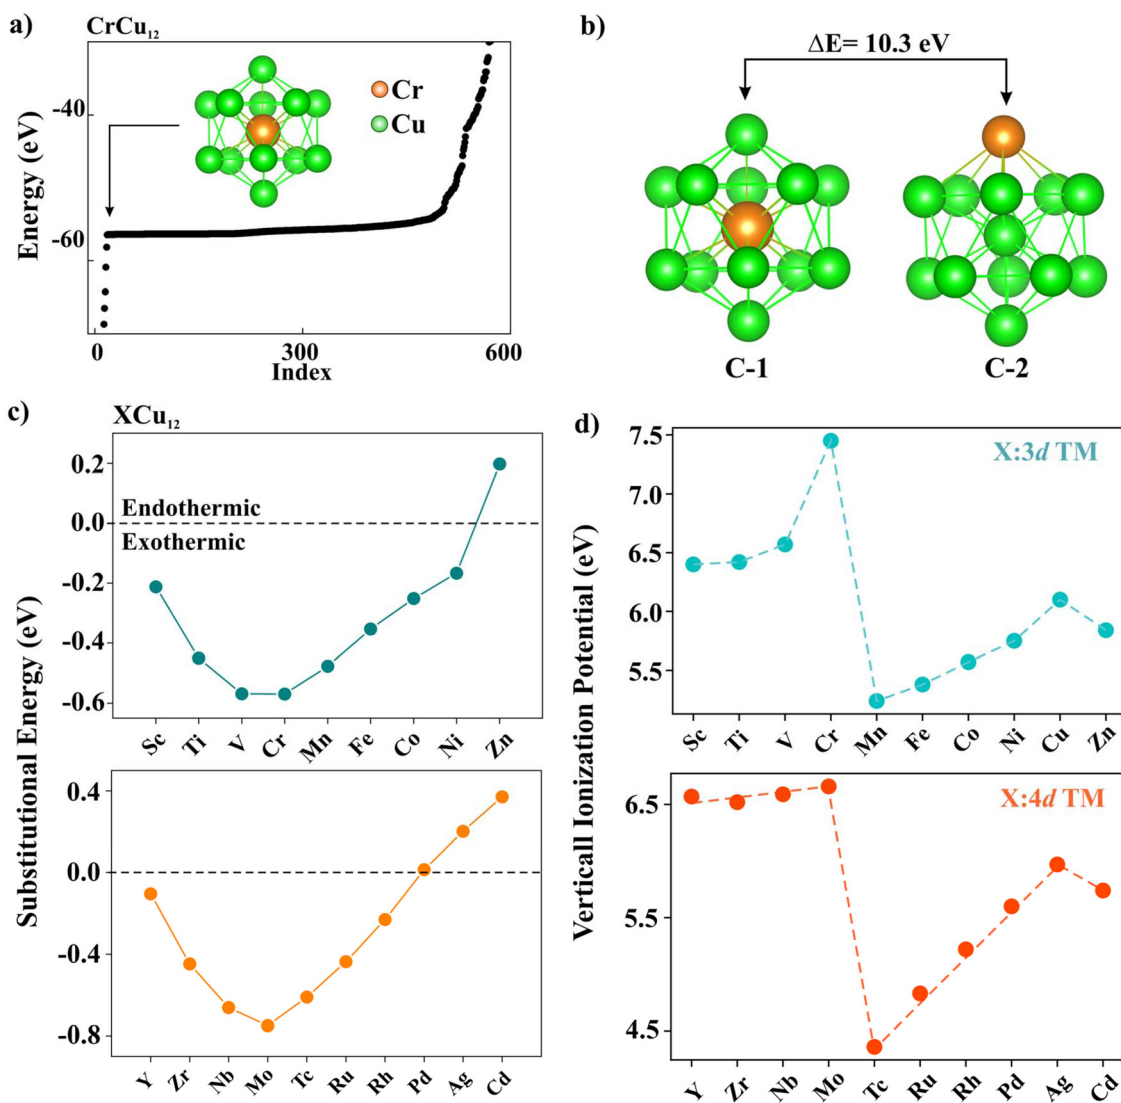 a)
CrCu₁₂
Energy (eV)
-40
-60
Cr
Cu
0
300
600
Index
b)
ΔE= 10.3 eV
C-1
C-2
c)
XCu₁₂
Substitutional Energy (eV)
0.2
0.0
-0.2
-0.4
-0.6
Endothermic
Exothermic
Sc Ti V Cr Mn Fe Co Ni Zn
0.4
0.0
-0.4
-0.8
Y Zr Nb Mo Tc Ru Rh Pd Ag Cd
d)
Verticall Ionization Potential (eV)
7.5
7.0
6.5
6.0
5.5
X:3d TM
Sc Ti V Cr Mn Fe Co Ni Cu Zn
6.5
5.5
4.5
X:4d TM
Y Zr Nb Mo Tc Ru Rh Pd Ag Cd